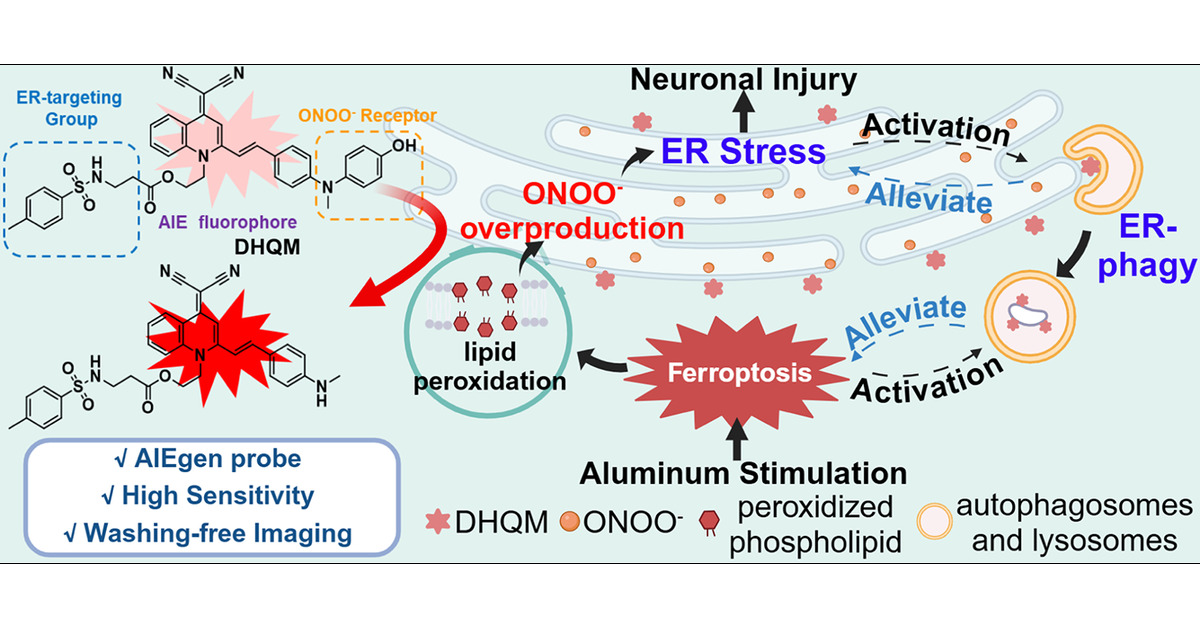 N N
ER-targeting
Group
ONOO⁻ Receptor
OH
N
H
N
S
O
O
O
O
N
AIE fluorophore
DHQM
N N
N
H
N
S
O
O
O
O
N
H
√ AIEgen probe
√ High Sensitivity
√ Washing-free Imaging
Neuronal Injury
ER Stress
Activation
Alleviate
ONOO⁻
overproduction
ER-
phagy
lipid
peroxidation
Ferroptosis
Alleviate
Activation
Aluminum Stimulation
DHQM
ONOO⁻
peroxidized
phospholipid
autophagosomes
and lysosomes